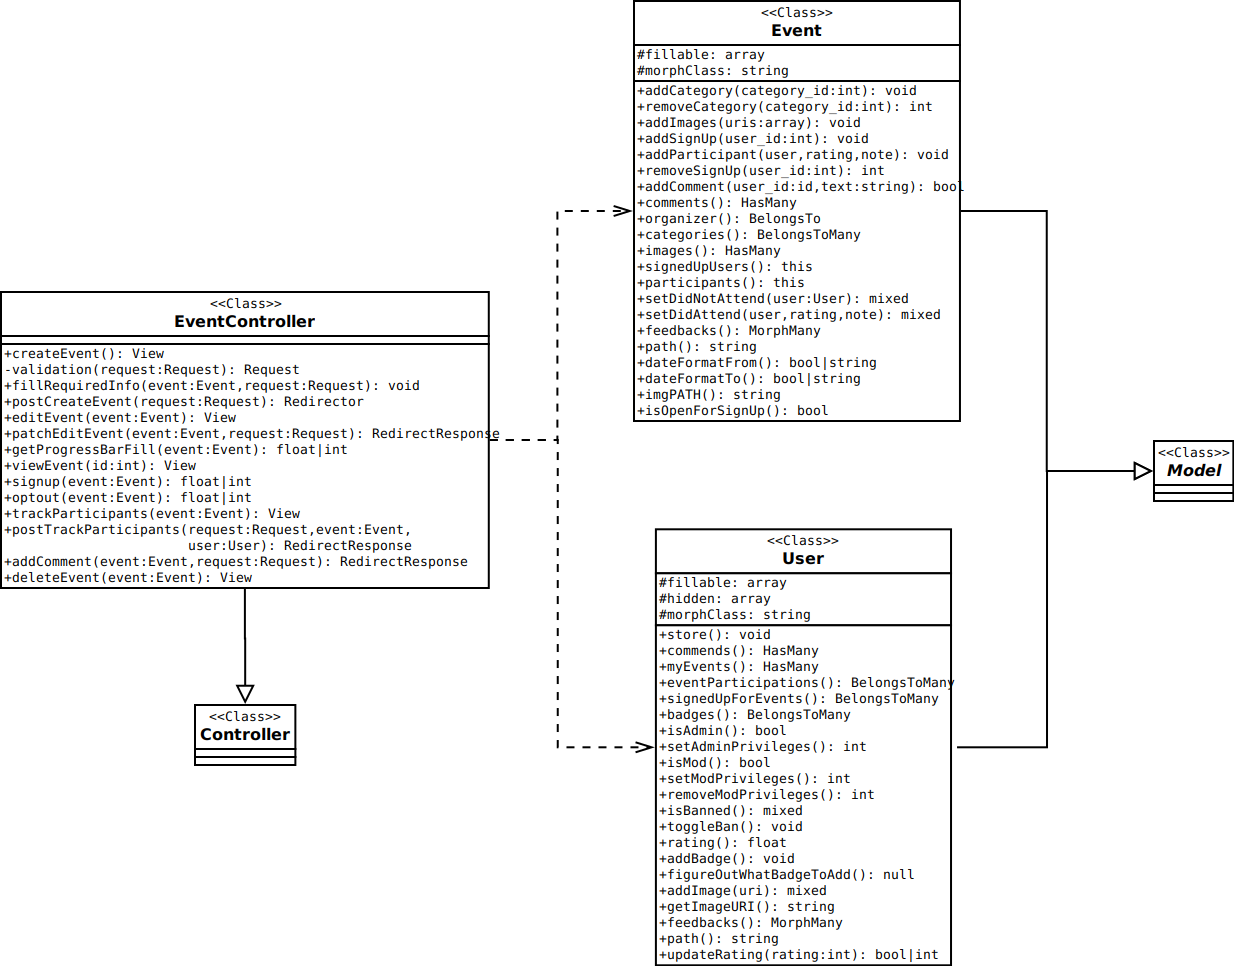 <<Class>>
Event
#fillable: array
#morphClass: string
+addCategory(category_id:int): void
+removeCategory(category_id:int): int
+addImages(uris:array): void
+addSignUp(user_id:int): void
+addParticipant(user,rating,note): void
+removeSignUp(user_id:int): int
+addComment(user_id:id,text:string): bool
+comments(): HasMany
+organizer(): BelongsTo
+categories(): BelongsToMany
+images(): HasMany
+signedUpUsers(): this
+participants(): this
+setDidNotAttend(user:User): mixed
+setDidAttend(user,rating,note): mixed
+feedbacks(): MorphMany
+path(): string
+dateFormatFrom(): bool|string
+dateFormatTo(): bool|string
+imgPATH(): string
+isOpenForSignUp(): bool
<<Class>>
EventController
+createEvent(): View
-validation(request:Request): Request
+fillRequiredInfo(event:Event,request:Request): void
+postCreateEvent(request:Request): Redirector
+editEvent(event:Event): View
+patchEditEvent(event:Event,request:Request): RedirectResponse
+getProgressBarFill(event:Event): float|int
+viewEvent(id:int): View
+signup(event:Event): float|int
+optout(event:Event): float|int
+trackParticipants(event:Event): View
+postTrackParticipants(request:Request,event:Event,
user:User): RedirectResponse
+addComment(event:Event,request:Request): RedirectResponse
+deleteEvent(event:Event): View
<<Class>>
Model
<<Class>>
User
#fillable: array
#hidden: array
#morphClass: string
+store(): void
+commends(): HasMany
+myEvents(): HasMany
+eventParticipations(): BelongsToMany
+signedUpForEvents(): BelongsToMany
+badges(): BelongsToMany
+isAdmin(): bool
+setAdminPrivileges(): int
+isMod(): bool
+setModPrivileges(): int
+removeModPrivileges(): int
+isBanned(): mixed
+toggleBan(): void
+rating(): float
+addBadge(): void
+figureOutWhatBadgeToAdd(): null
+addImage(uri): mixed
+getImageURI(): string
+feedbacks(): MorphMany
+path(): string
+updateRating(rating:int): bool|int
<<Class>>
Controller